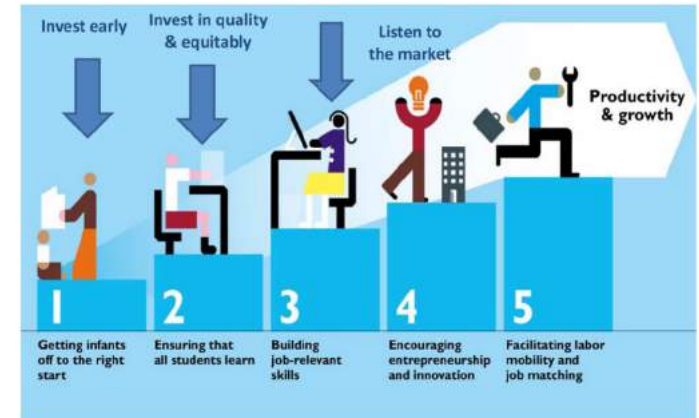 Invest early
Invest in quality
& equitably
Listen to
the market
Productivity
& growth
1
2
3
4
5
Getting infants
off to the right
start
Ensuring that
all students learn
Building
job-relevant
skills
Encouraging
entrepreneurship
and innovation
Facilitating labor
mobility and
job matching